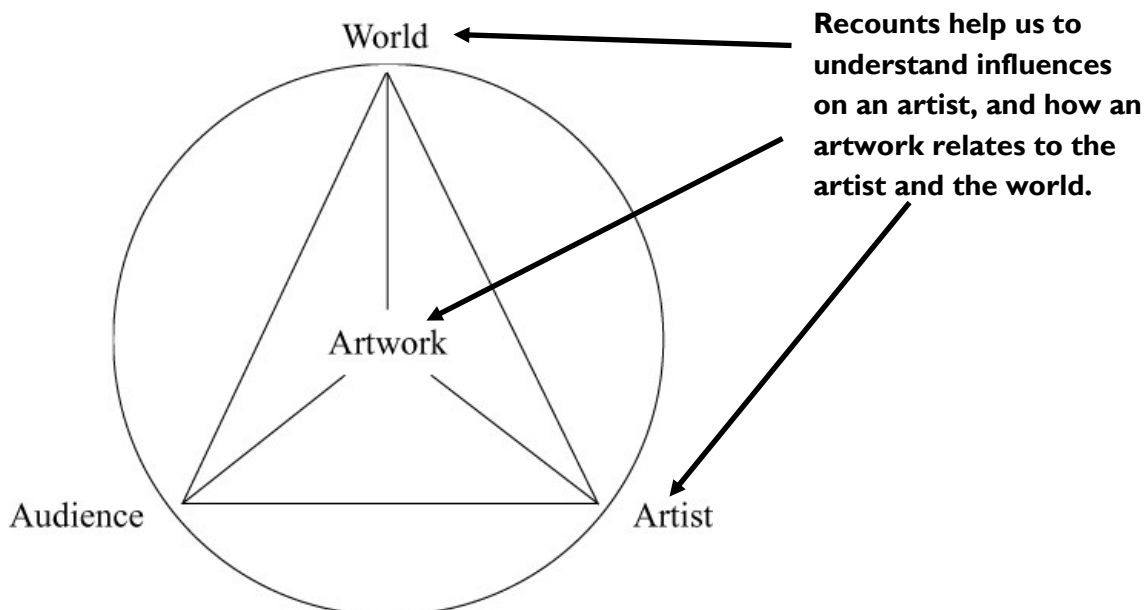 World
Recounts help us to
understand influences
on an artist, and how an
artwork relates to the
artist and the world.
Artwork
Audience
Artist